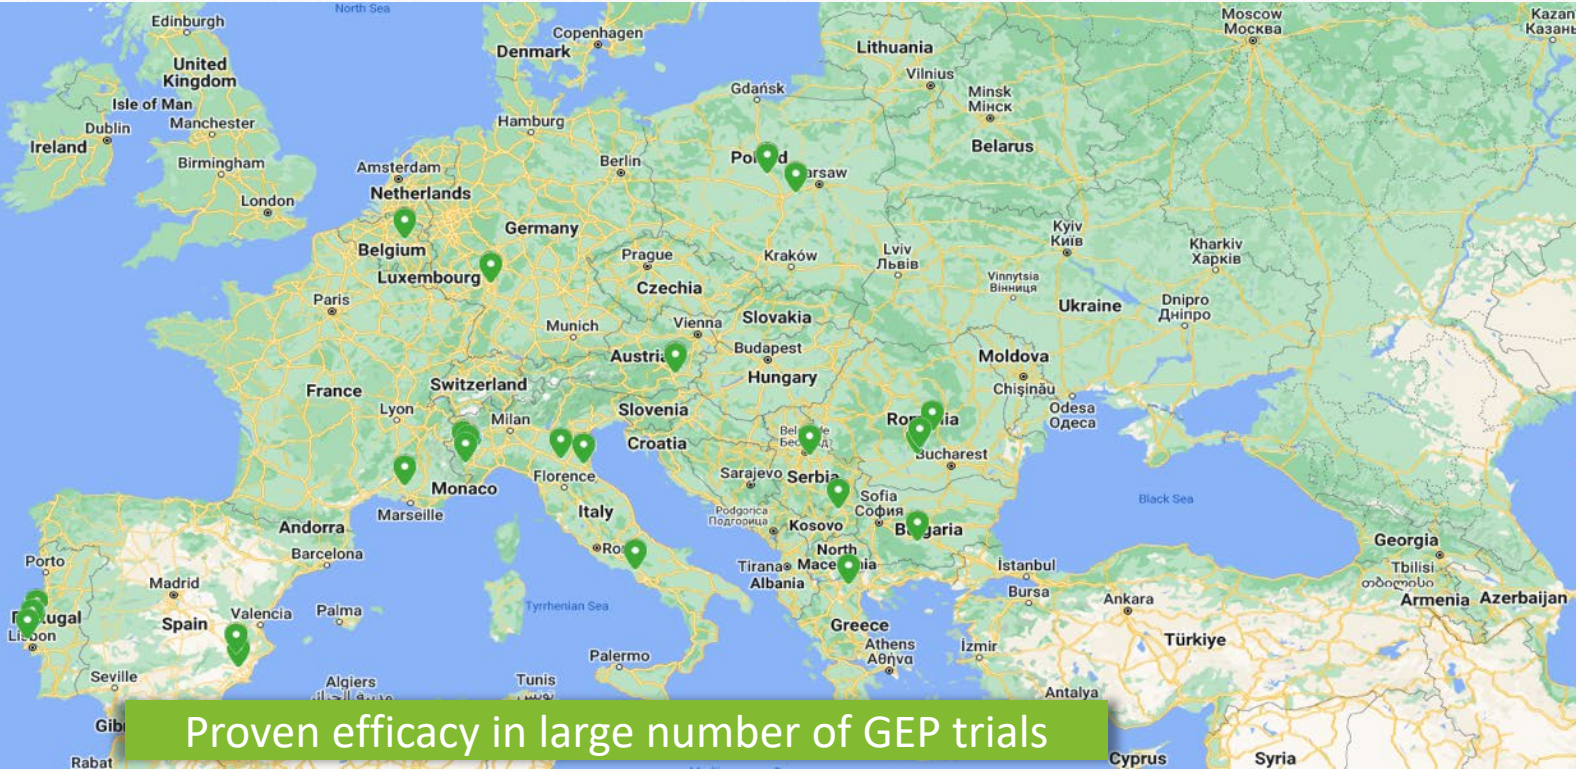 North Sea
Edinburgh
Moscow
Москва
Kazan
Казань
Denmark
Copenhagen
Lithuania
United
Kingdom
Vilnius
Gdańsk
Minsk
Мінск
Isle of Man
Dublin
Manchester
Hamburg
Ireland
Belarus
Birmingham
Amsterdam
Berlin
Netherlands
London
Germany
Belgium
Kyiv
Київ
Kharkiv
Харків
Prague
Kraków
Lviv
Львів
Luxembourg
Czechia
Vinnytsia
Вінниця
Paris
Ukraine
Dnipro
Дніпро
Munich
Vienna
Slovakia
Austria
Budapest
Moldova
Hungary
Switzerland
Chișinău
France
Lyon
Milan
Slovenia
Odesa
Одеса
Croatia
Bucharest
Florence
Sarajevo
Serbia
Monaco
Black Sea
Marseille
Italy
Podgorica
Подгорица
Sofia
София
Kosovo
Andorra
Barcelona
North
Georgia
Porto
Tirana
Albania
İstanbul
Tbilisi
თბილისი
Madrid
Bursa
Ankara
Armenia
Azerbaijan
Tyrrhenian Sea
Valencia
Palma
Spain
Greece
Lisbon
Athens
Αθήνα
İzmir
Türkiye
Palermo
Seville
Algiers
Tunis
Antalya
Proven efficacy in large number of GEP trials
Rabat
Cyprus
Syria